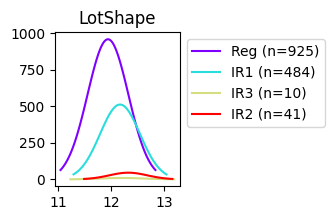 LotShape
1000
750
500
250
0
11 12 13
Reg (n=925)
IR1 (n=484)
IR3 (n=10)
IR2 (n=41)